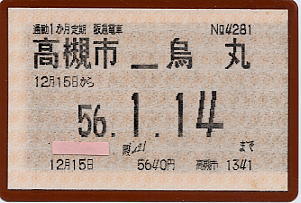 通勤1か月定期 阪急電車 No4281
高槻市 — 烏丸
12月15日から
56.1.14
まで
12月15日 5640円 高槻市 1341